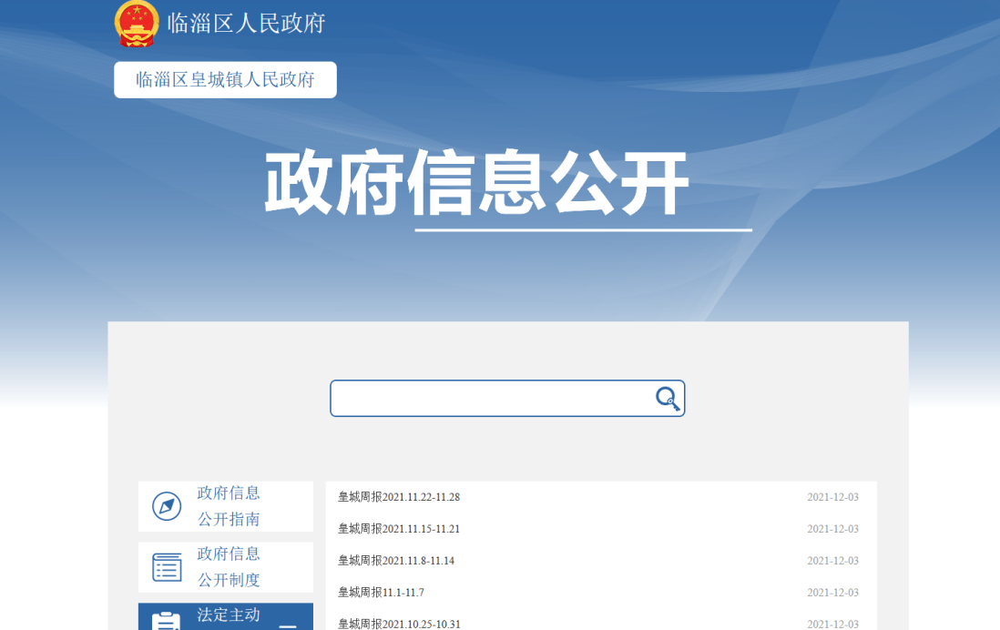 临淄区人民政府
临淄区皇城镇人民政府
政府信息公开
政府信息
公开指南
政府信息
公开制度
法定主动
皇城周报2021.11.22-11.28 2021-12-03
皇城周报2021.11.15-11.21 2021-12-03
皇城周报2021.11.8-11.14 2021-12-03
皇城周报11.1-11.7 2021-12-03
皇城周报2021.10.25-10.31 2021-12-03